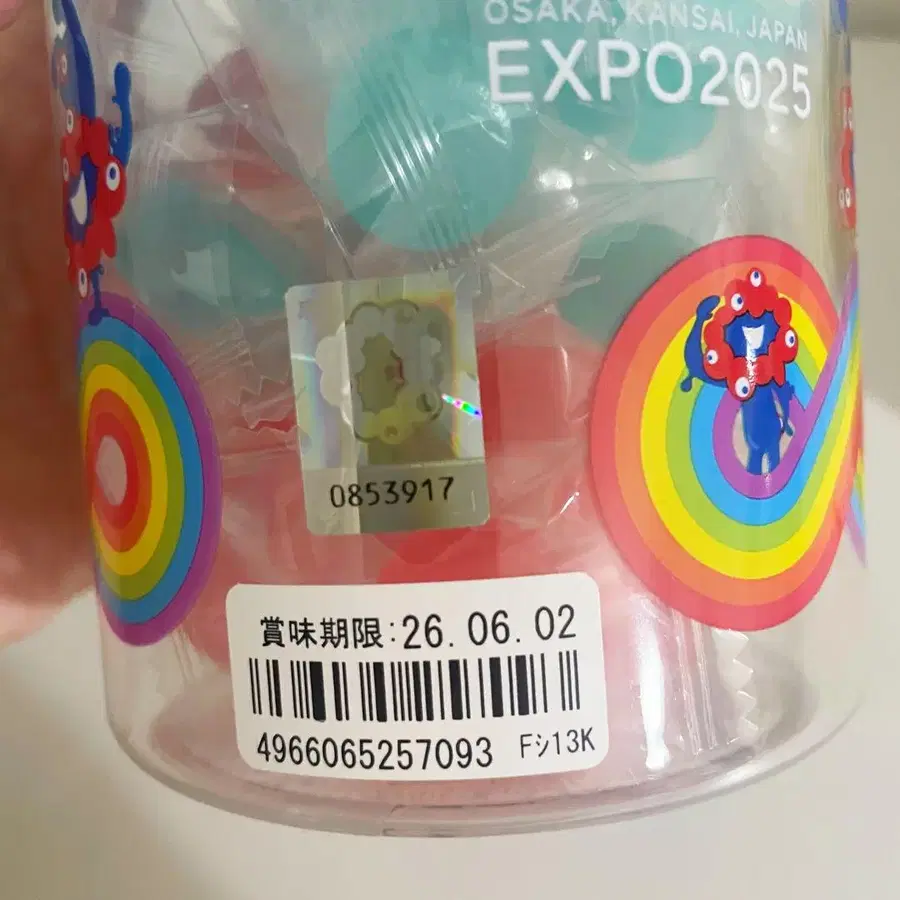 OSAKA, KANSAI, JAPAN
EXPO2025
0853917
賞味期限:26.06.02
4966065257093 Fシ13K